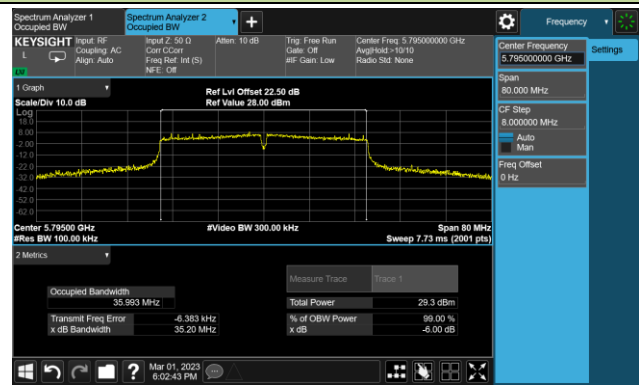 Spectrum Analyzer 1
Occupied BW
Spectrum Analyzer 2
Occupied BW
Frequency
KEYSIGHT
L
Input: RF
Coupling: AC
Align: Auto
Input Z: 50 Ω
Corr CCorr
Freq Ref: Int (S)
NFE: Off
Atten: 10 dB
Trig: Free Run
Gate: Off
#IF Gain: Low
Center Freq: 5.795000000 GHz
Avg|Hold:>10/10
Radio Std: None
Center Frequency
5.795000000 GHz
Settings
Span
80.000 MHz
CF Step
8.000000 MHz
Auto
Man
Freq Offset
0 Hz
1 Graph
Scale/Div 10.0 dB
Ref Lvl Offset 22.50 dB
Ref Value 28.00 dBm
Log
18.0
8.00
-2.00
-12.0
-22.0
-32.0
-42.0
-52.0
-62.0
Center 5.79500 GHz
#Res BW 100.00 kHz
#Video BW 300.00 kHz
Span 80 MHz
Sweep 7.73 ms (2001 pts)
2 Metrics
Measure Trace
Trace 1
Occupied Bandwidth
35.993 MHz
Total Power
29.3 dBm
Transmit Freq Error
-6.383 kHz
% of OBW Power
99.00 %
x dB Bandwidth
35.20 MHz
x dB
-6.00 dB
?
Mar 01, 2023
6:02:43 PM